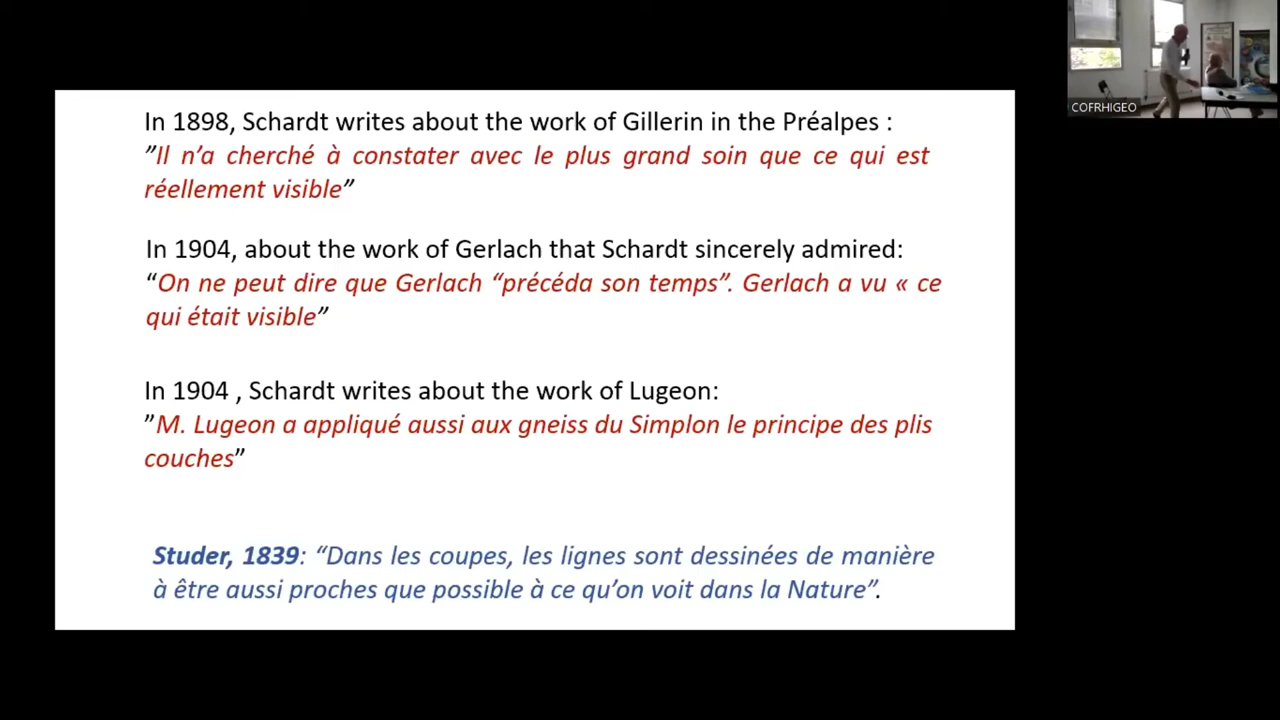 In 1898, Schardt writes about the work of Gillerin in the Préalpes :
”Il n’a cherché à constater avec le plus grand soin que ce qui est
réellement visible”
In 1904, about the work of Gerlach that Schardt sincerely admired:
“On ne peut dire que Gerlach “précéda son temps”. Gerlach a vu « ce
qui était visible”
In 1904 , Schardt writes about the work of Lugeon:
”M. Lugeon a appliqué aussi aux gneiss du Simplon le principe des plis
couches”
Studer, 1839: “Dans les coupes, les lignes sont dessinées de manière
à être aussi proches que possible à ce qu’on voit dans la Nature”.
COFRHIGEO